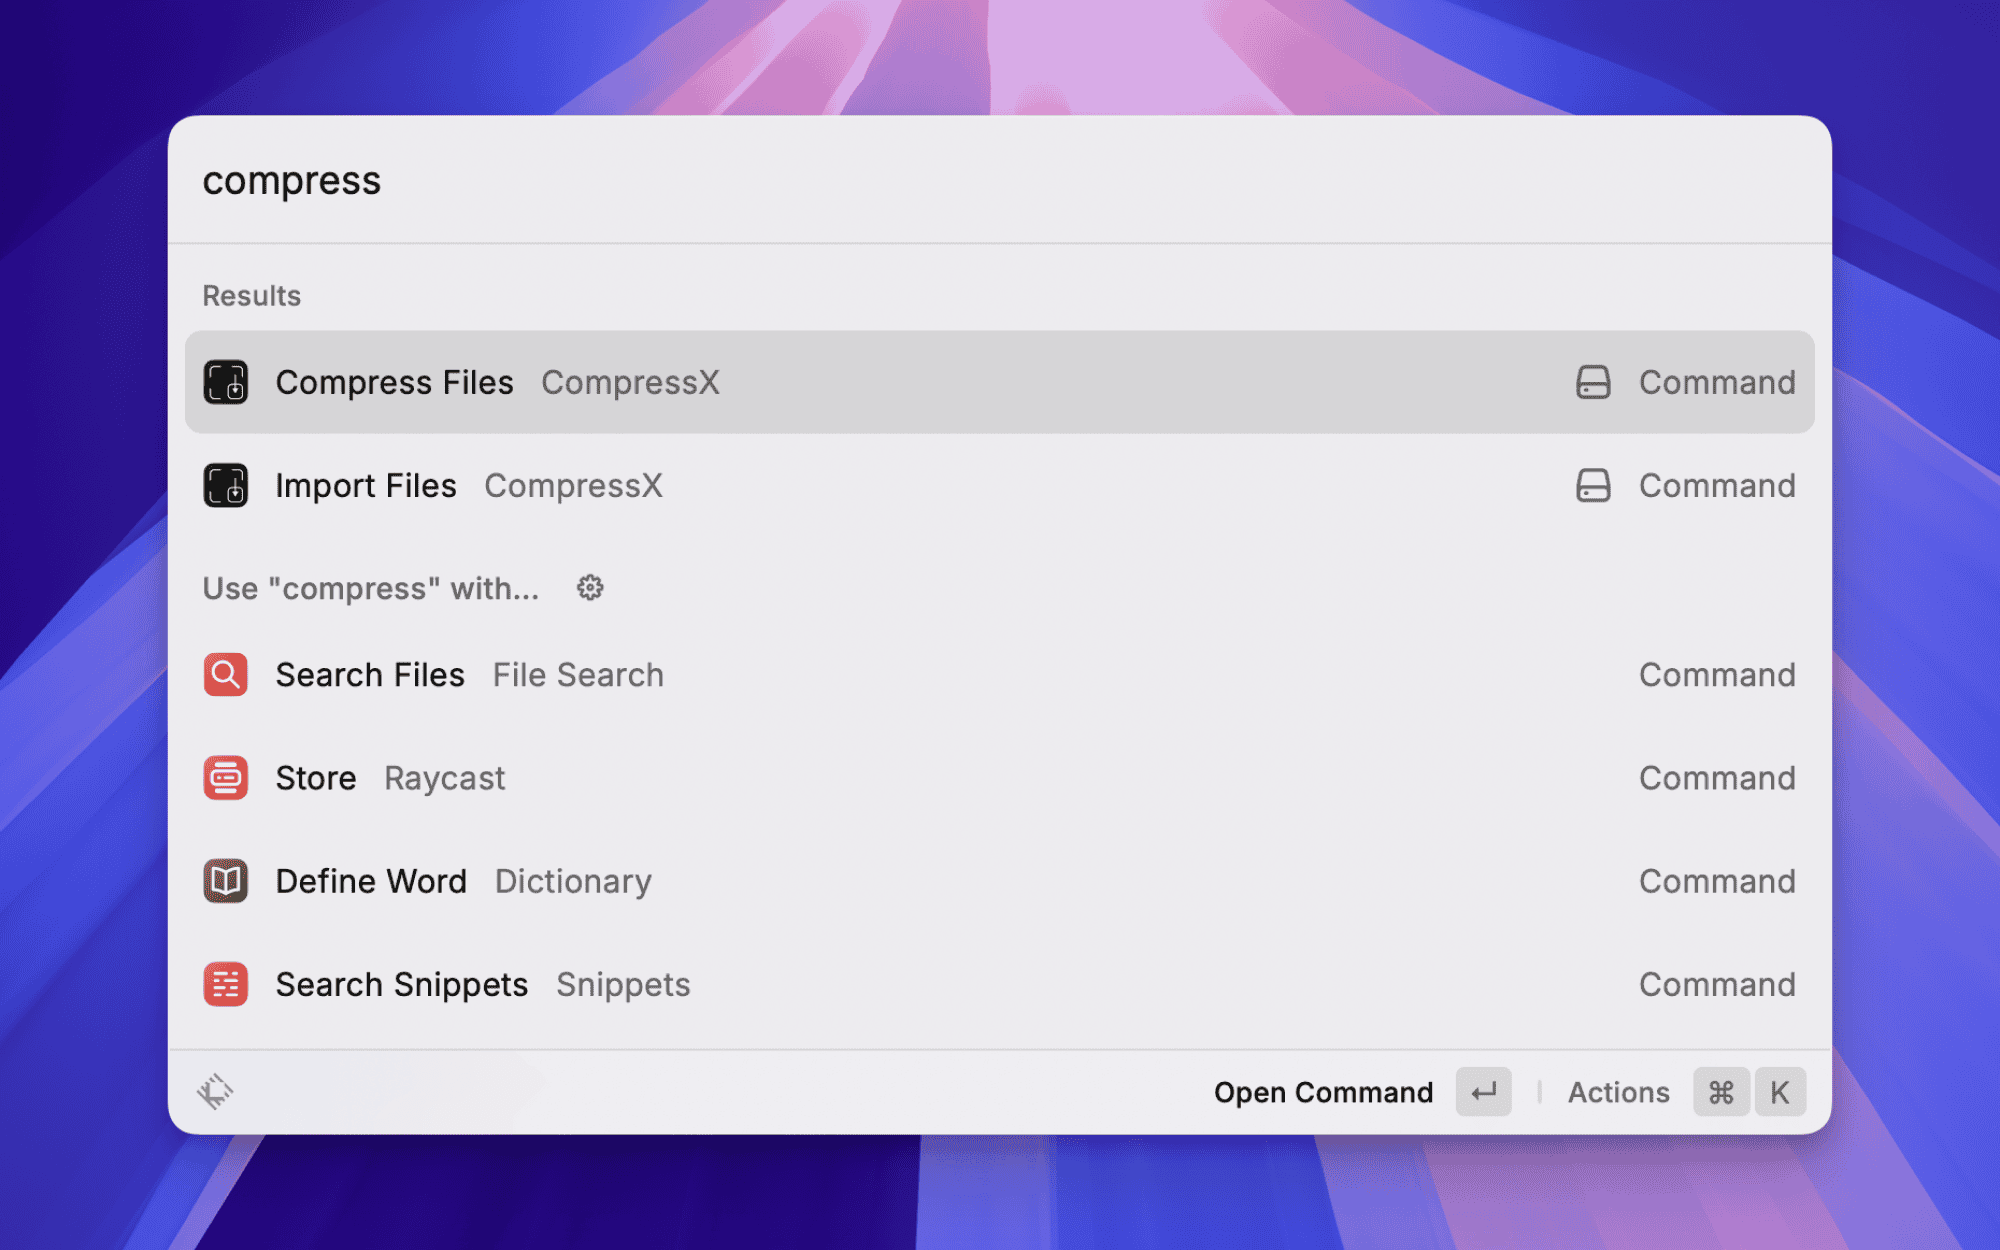 compress
Results
Compress Files CompressX Command
Import Files CompressX Command
Use "compress" with...
Search Files File Search Command
Store Raycast Command
Define Word Dictionary Command
Search Snippets Snippets Command
Open Command ↵ Actions ⌘ K